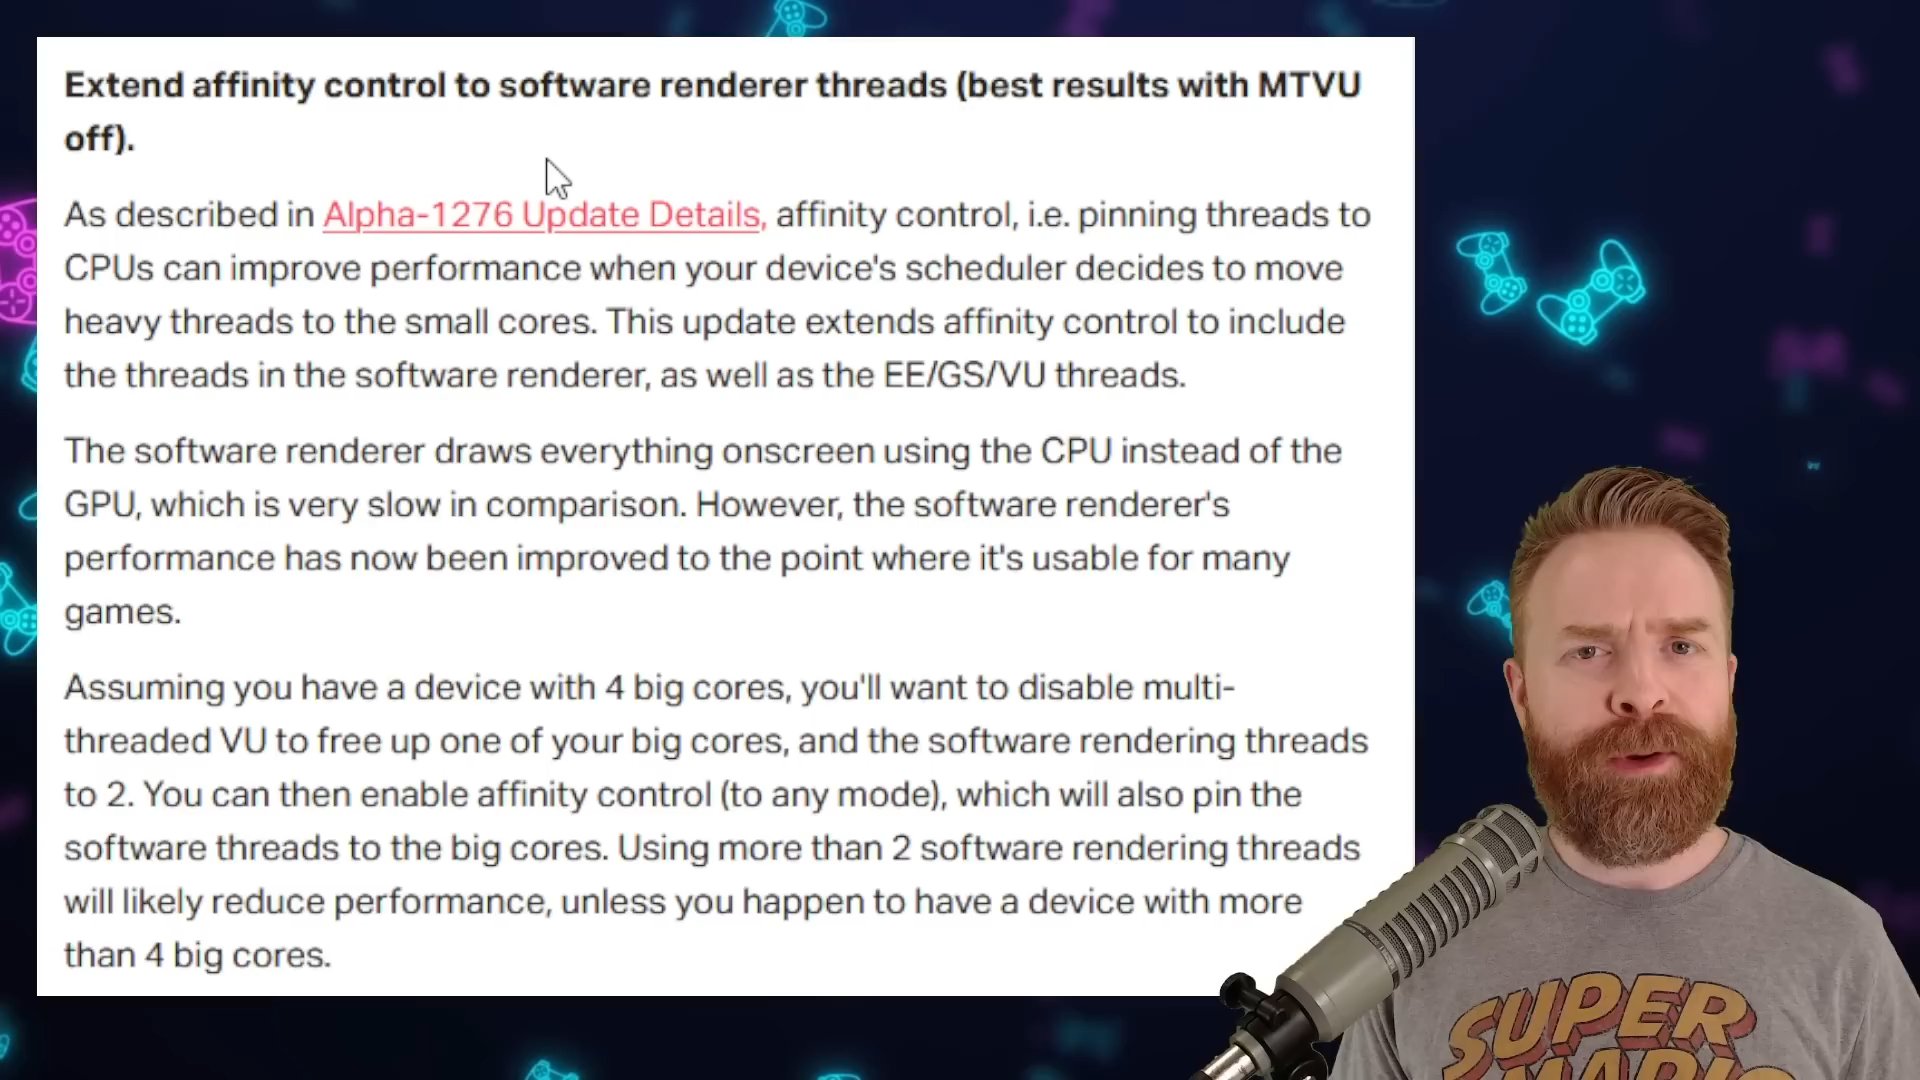 Extend affinity control to software renderer threads (best results with MTVU
off).
As described in Alpha-1276 Update Details, affinity control, i.e. pinning threads to
CPUs can improve performance when your device's scheduler decides to move
heavy threads to the small cores. This update extends affinity control to include
the threads in the software renderer, as well as the EE/GS/VU threads.
The software renderer draws everything onscreen using the CPU instead of the
GPU, which is very slow in comparison. However, the software renderer's
performance has now been improved to the point where it's usable for many
games.
Assuming you have a device with 4 big cores, you'll want to disable multi-
threaded VU to free up one of your big cores, and the software rendering threads
to 2. You can then enable affinity control (to any mode), which will also pin the
software threads to the big cores. Using more than 2 software rendering threads
will likely reduce performance, unless you happen to have a device with more
than 4 big cores.
SUPER
MARIO